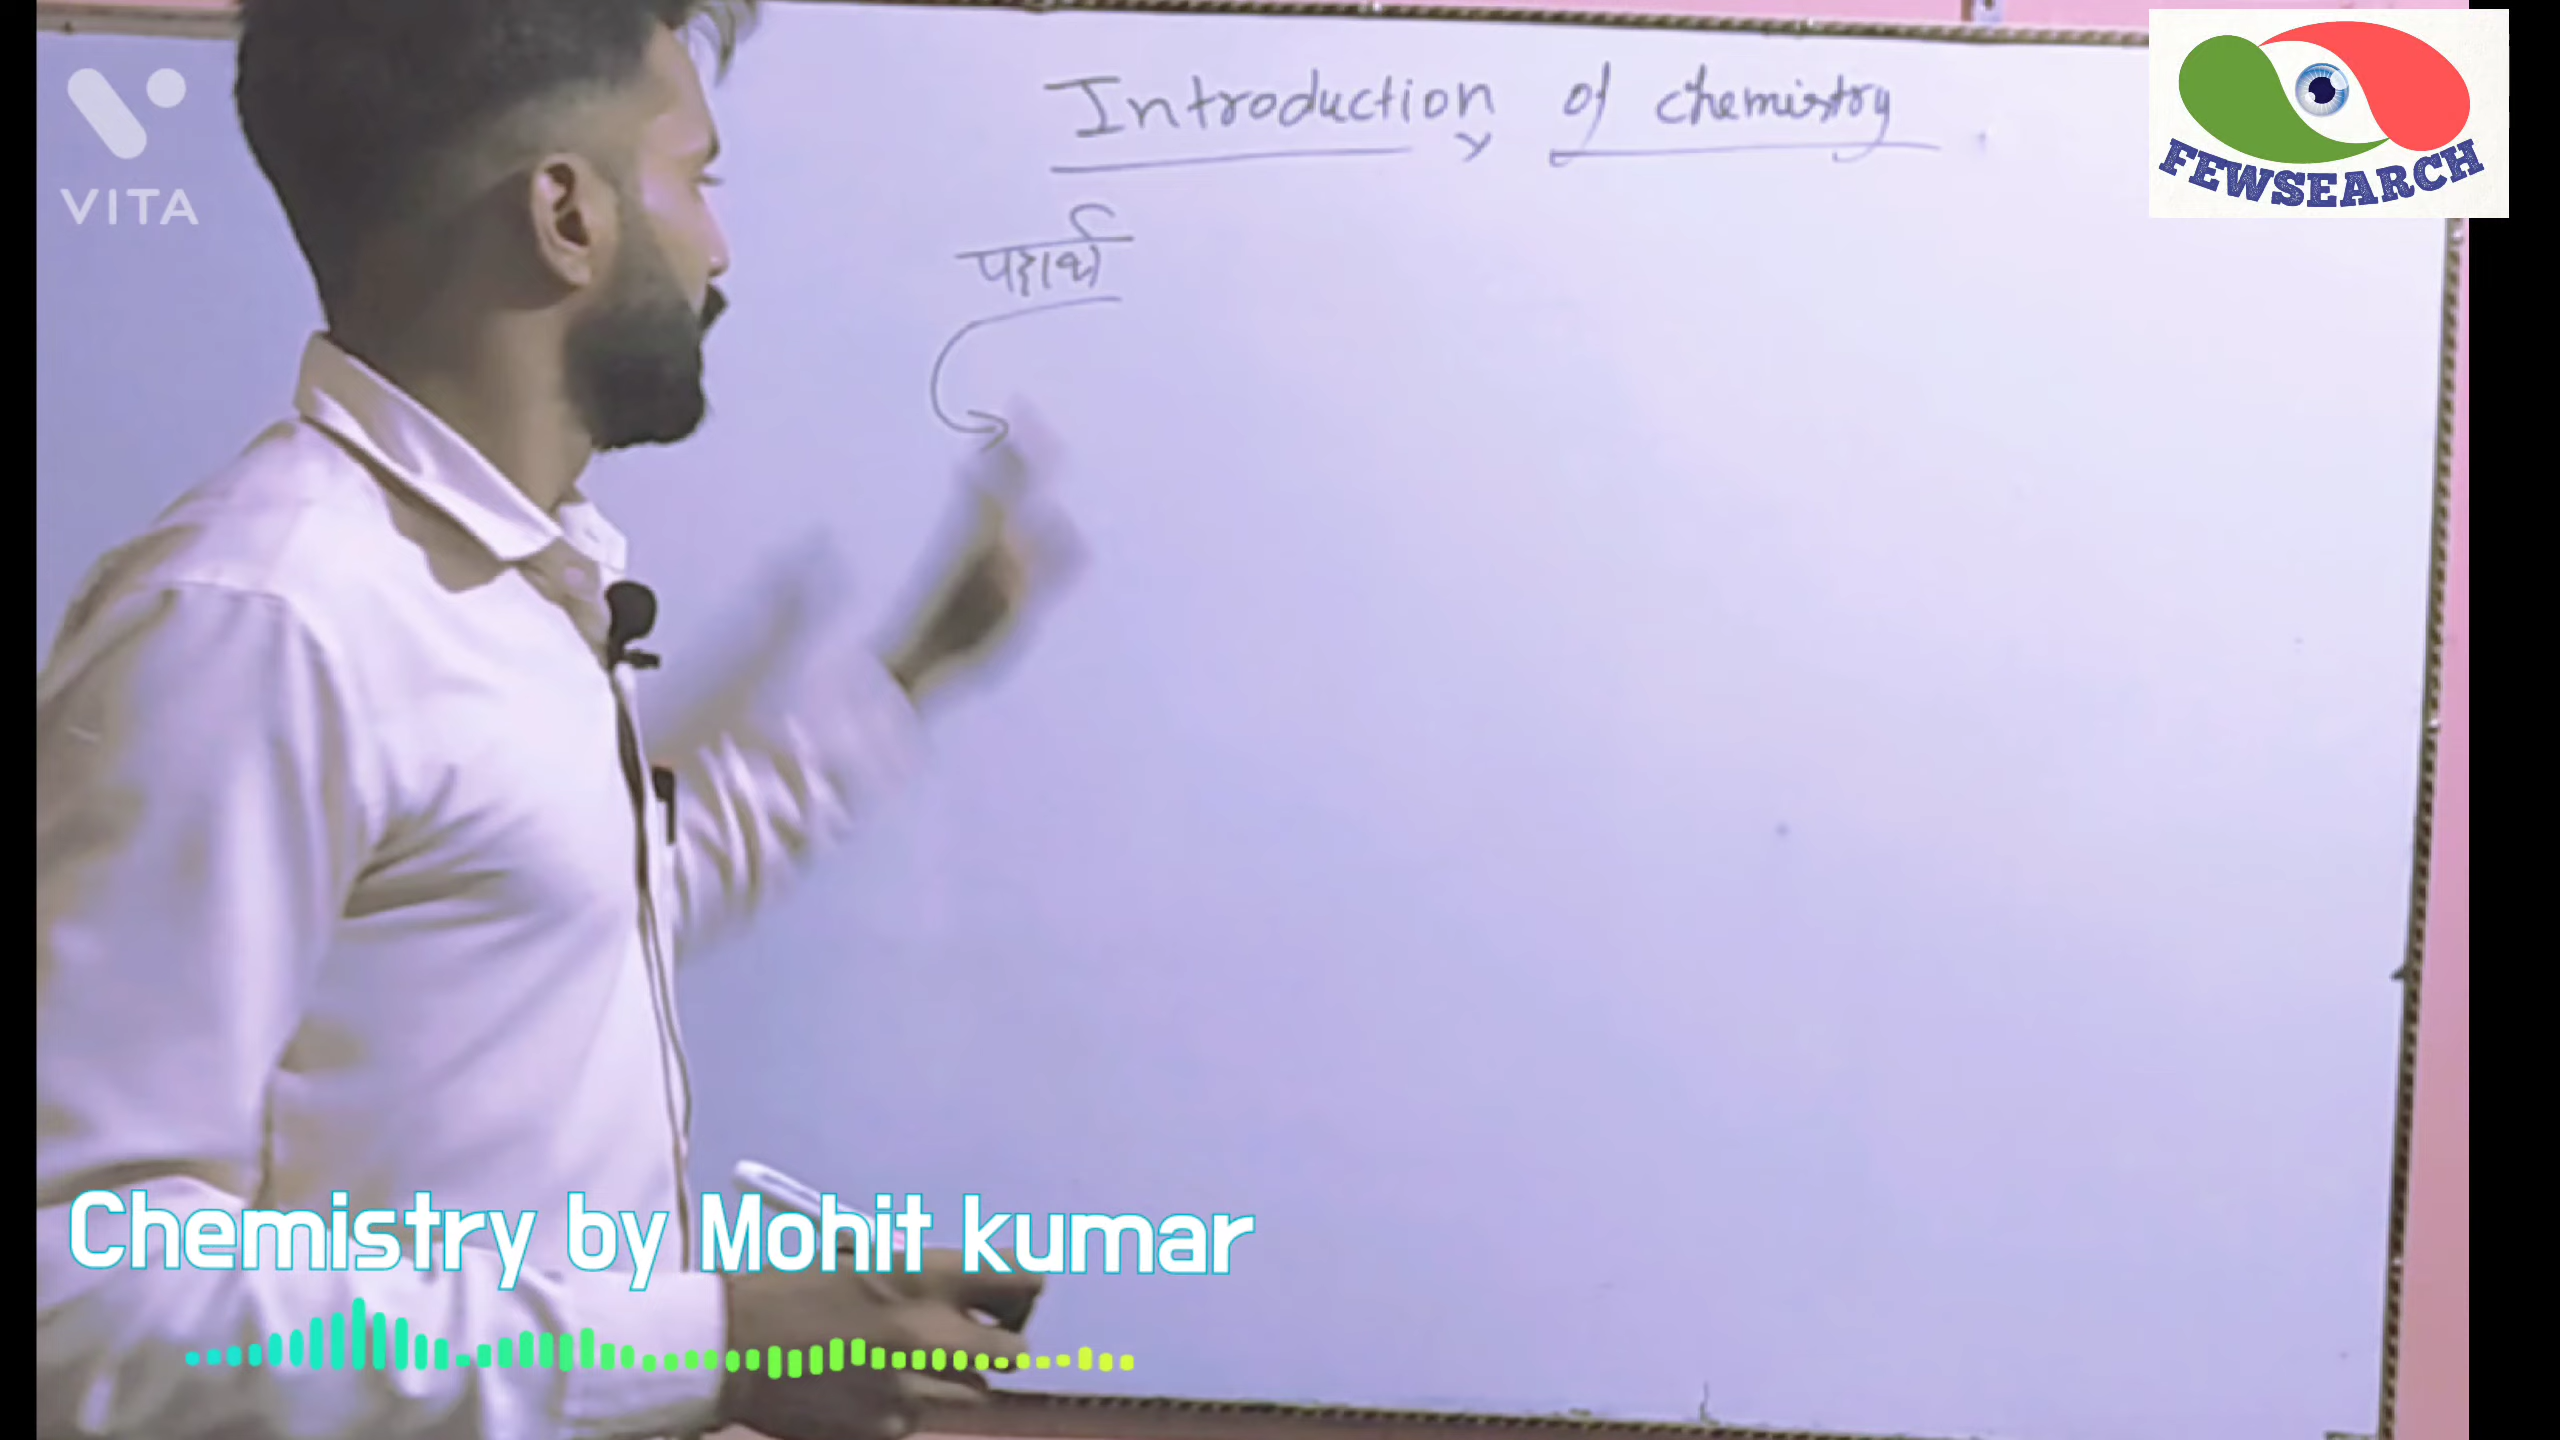 Introduction of chemistry
VITA
FEWSEARCH
पदार्थ
Chemistry by Mohit kumar